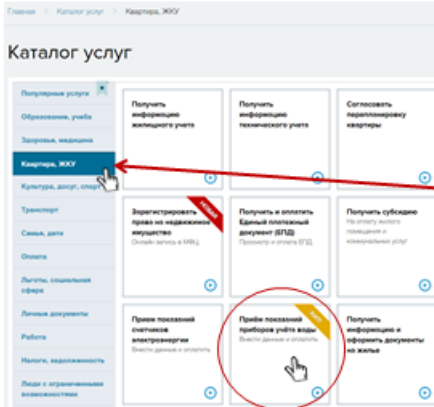 Главная > Каталог услуг > Квартира, ЖКУ
Каталог услуг
Популярные услуги
Образование, учеба
Здоровье, медицина
Квартира, ЖКУ
Культура, досуг, спорт
Транспорт
Семья, дети
Оплата
Льготы, социальная
сфера
Личные документы
Работа
Налоги, задолженность
Люди с ограниченными
возможностями
Получить
информацию
жилищного учета
Получить
информацию
технического учета
Согласовать
перепланировку
квартиры
Зарегистрировать
права на недвижимое
имущество
Онлайн запись в МФЦ
НОВАЯ
Получить и оплатить
Единый платежный
документ (ЕПД)
Просмотр и оплата ЕПД
Получить субсидию
На оплату жилого
помещения и
коммунальных услуг
Прием показаний
счетчиков
электроэнергии
Внести данные и оплатить
Приём показаний
приборов учёта воды
Внести данные и оплатить
ХИТ
Получить
информацию и
оформить документы
на жилье